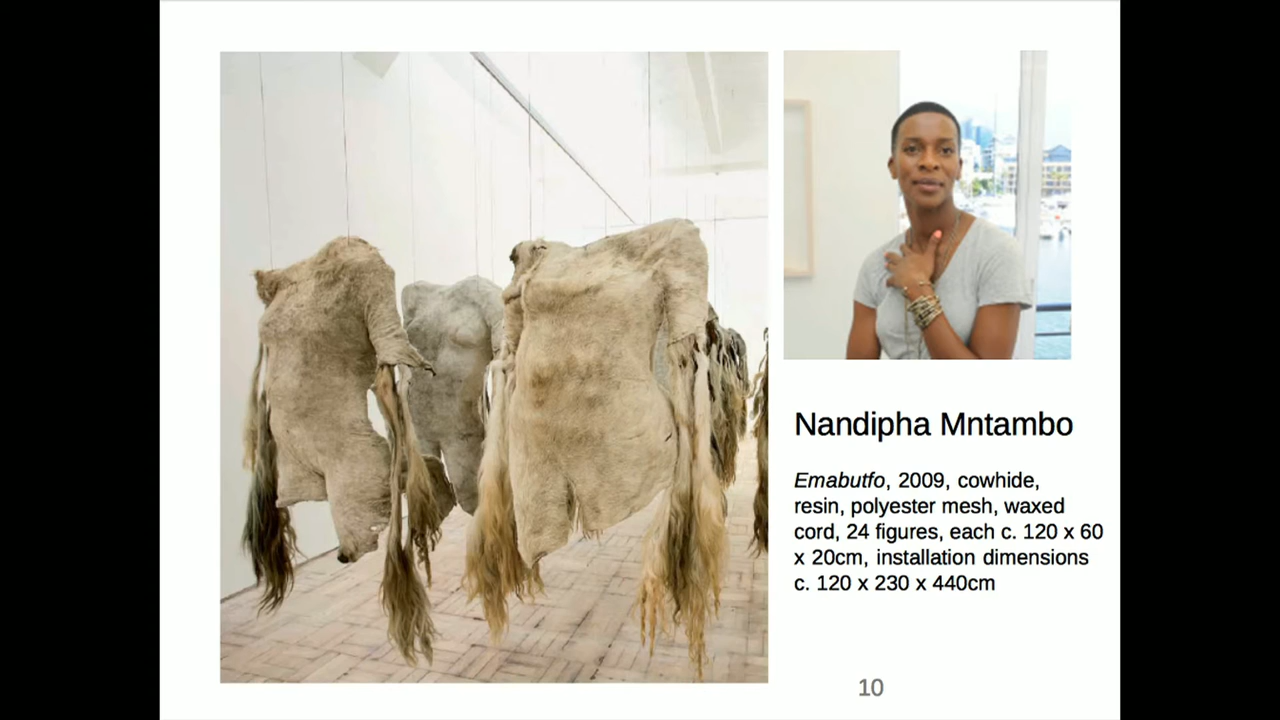 Nandipha Mntambo
Emabutfo, 2009, cowhide,
resin, polyester mesh, waxed
cord, 24 figures, each c. 120 x 60
x 20cm, installation dimensions
c. 120 x 230 x 440cm
10